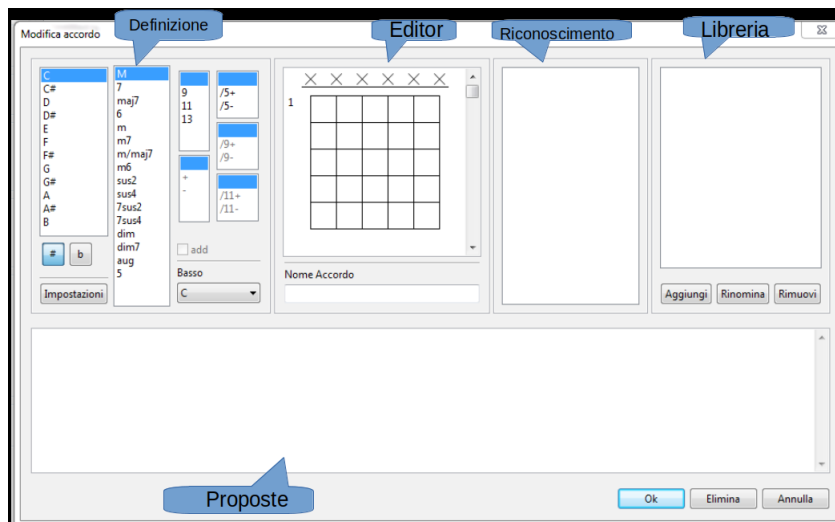 Modifica accordo
Definizione
Editor
Riconoscimento
Libreria
C
C#
D
D#
E
F
F#
G
G#
A
A#
B
# b
Impostazioni
M
7
maj7
6
m
m7
m/maj7
m6
sus2
sus4
7sus2
7sus4
dim
dim7
aug
5
9
11
13
+
-
/5+
/5-
/9+
/9-
/11+
/11-
add
Basso
C
1
Nome Accordo
Aggiungi Rinomina Rimuovi
Proposte
Ok Elimina Annulla